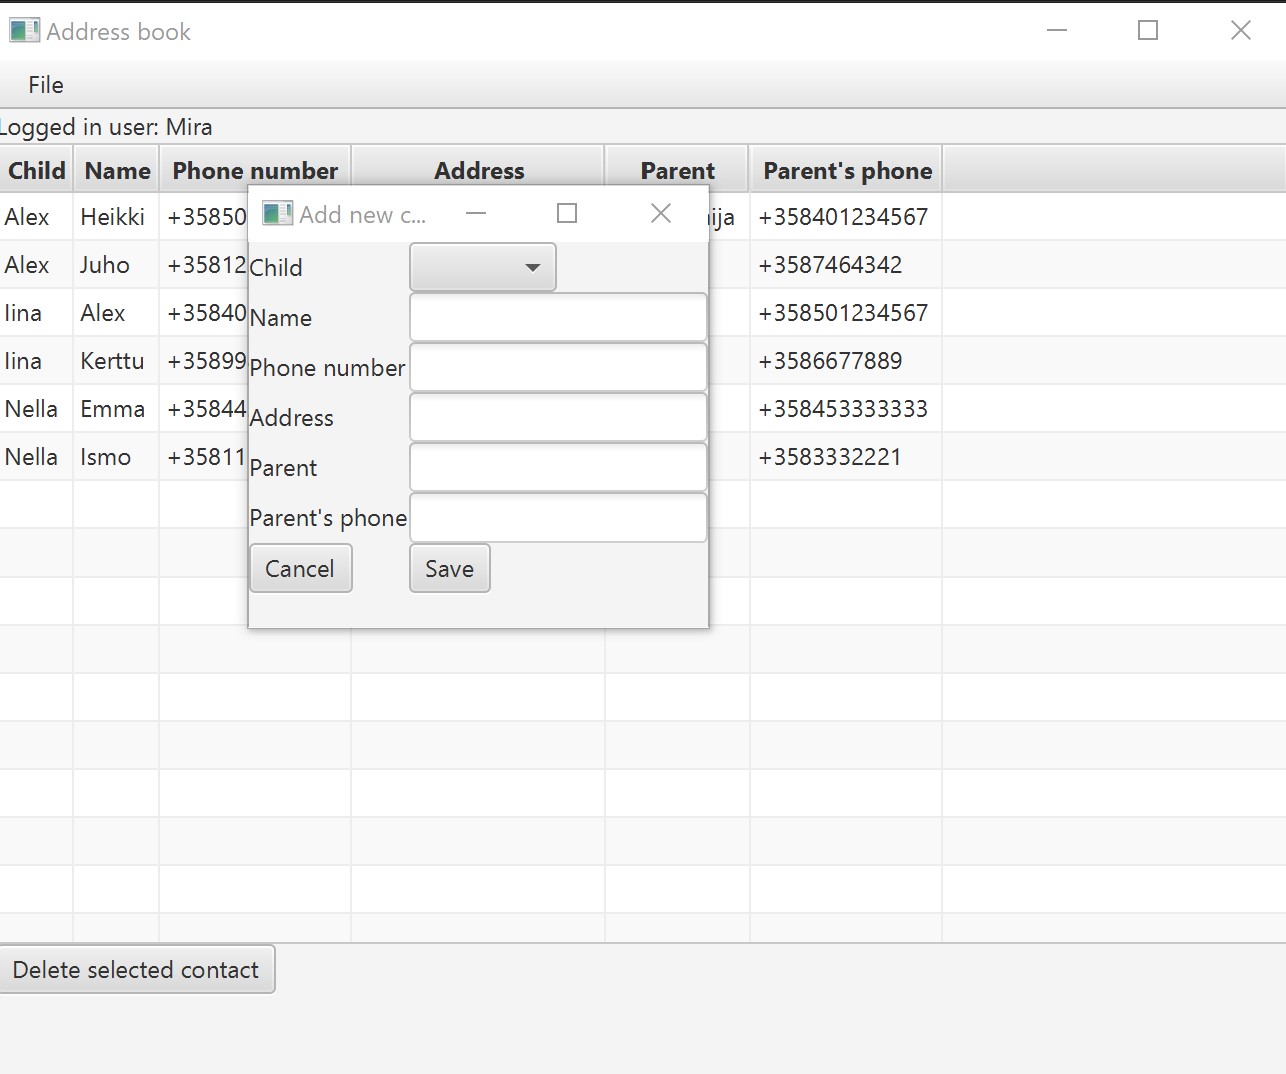 Address book
File
Logged in user: Mira
Child Name Phone number Address Parent Parent's phone
Alex Heikki +35850 ija +358401234567
Alex Juho +35812 +3587464342
Iina Alex +35840 +358501234567
Iina Kerttu +35899 +3586677889
Nella Emma +35844 +358453333333
Nella Ismo +35811 +3583332221
Add new c...
Child
Name
Phone number
Address
Parent
Parent's phone
Cancel Save
Delete selected contact